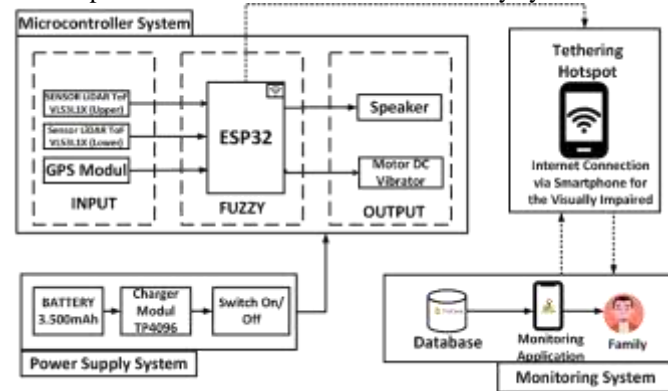 Microcontroller System
SENSOR LiDAR ToF
VL53L1X (Upper)
Sensor LiDAR ToF
VL53L1X (Lower)
GPS Modul
INPUT
ESP32
FUZZY
Speaker
Motor DC
Vibrator
OUTPUT
Tethering
Hotspot
Internet Connection
via Smartphone for
the Visually Impaired
BATTERY
3.500mAh
Charger
Modul
TP4096
Switch On/
Off
Power Supply System
Database
Monitoring
Application
Family
Monitoring System